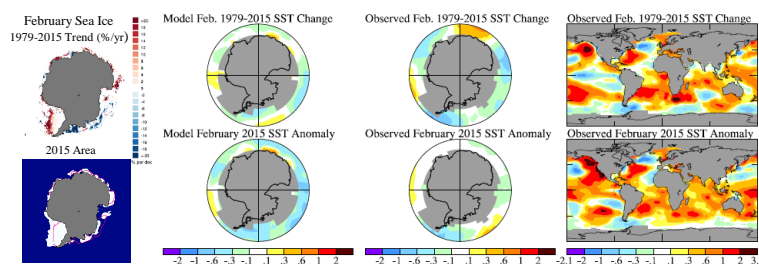 February Sea Ice
1979-2015 Trend (%/yr)
% per dec
2015 Area
Model Feb. 1979-2015 SST Change
Observed Feb. 1979-2015 SST Change
Observed Feb. 1979-2015 SST Change
Model February 2015 SST Anomaly
Observed February 2015 SST Anomaly
Observed February 2015 SST Anomaly
-2 -1 -.6 -.3 -.1 .1 .3 .6 1 2
-2 -1 -.6 -.3 -.1 .1 .3 .6 1 2
-2.1 -2 -1 -.6 -.3 -.1 .1 .3 .6 1 2 3.